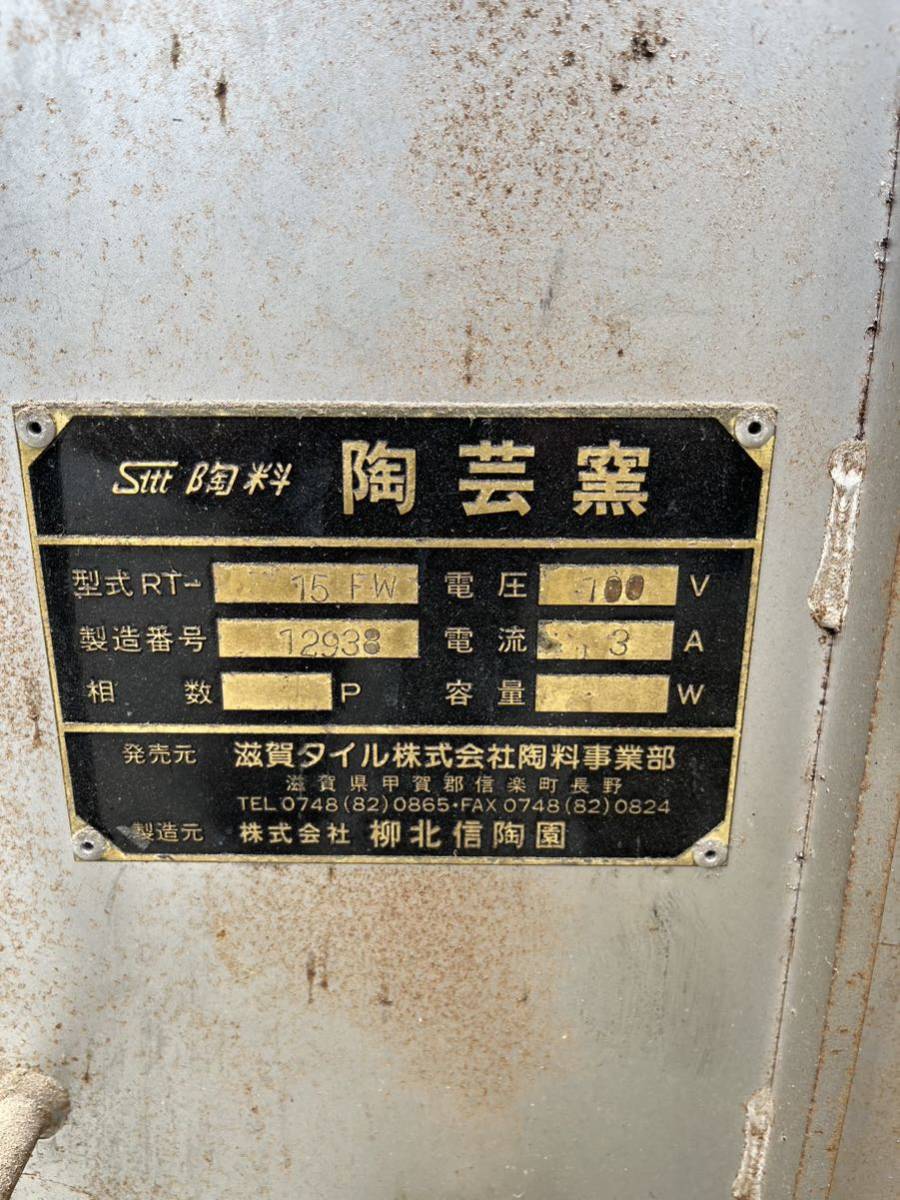 Sttt 陶料 陶芸窯
型式RT- 15 FW 電圧 100 V
製造番号 12938 電流 3 A
相数 P 容量 W
発売元 滋賀タイル株式会社陶料事業部
滋賀県甲賀郡信楽町長野
TEL 0748(82)0865・FAX 0748(82)0824
製造元 株式会社 柳北信陶園